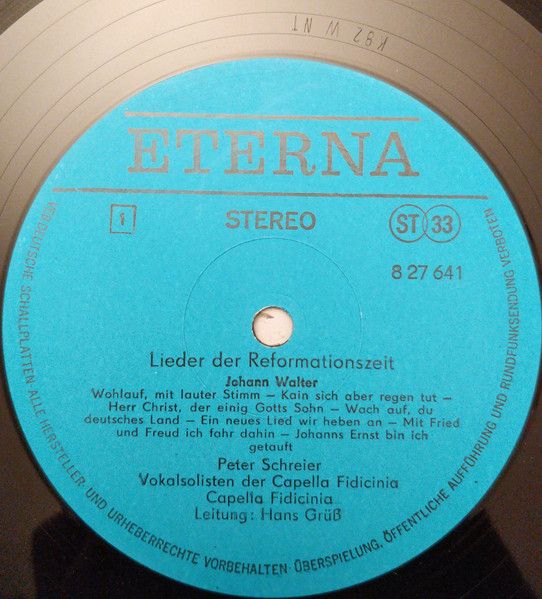 K82 W NT
ETERNA
1 STEREO ST 33
8 27 641
Lieder der Reformationszeit
Johann Walter
Wohlauf, mit lauter Stimm — Kain sich aber regen tut —
Herr Christ, der einig Gotts Sohn — Wach auf, du
deutsches Land — Ein neues Lied wir heben an — Mit Fried
und Freud ich fahr dahin — Johanns Ernst bin ich
getauft
Peter Schreier
Vokalsolisten der Capella Fidicinia
Capella Fidicinia
Leitung: Hans Grüß
VEB DEUTSCHE SCHALLPLATTEN · ALLE HERSTELLER- UND URHEBERRECHTE VORBEHALTEN · ÜBERSPIELUNG, ÖFFENTLICHE AUFFÜHRUNG UND RUNDFUNKSENDUNG VERBOTEN